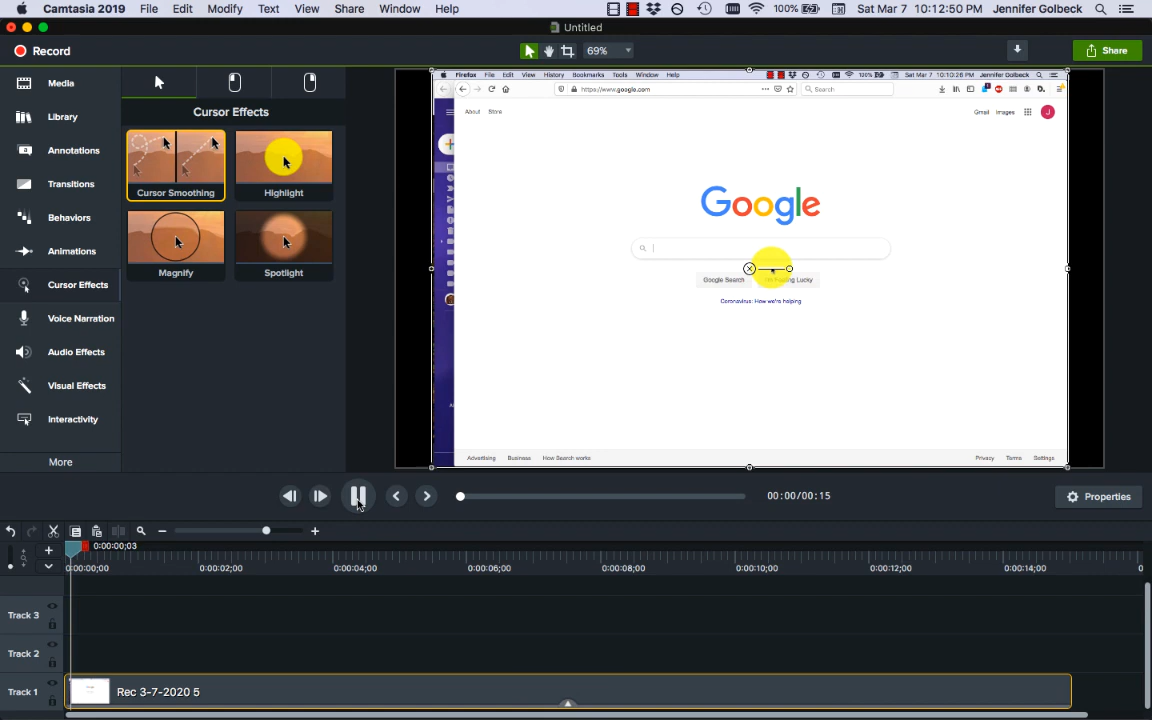 Camtasia 2019 File Edit Modify Text View Share Window Help 100% Sat Mar 7 10:12:50 PM Jennifer Golbeck
Untitled
Record 69% Share
Media
Library
Annotations
Transitions
Behaviors
Animations
Cursor Effects
Voice Narration
Audio Effects
Visual Effects
Interactivity
More
Cursor Effects
Cursor Smoothing
Highlight
Magnify
Spotlight
Firefox File Edit View History Bookmarks Tools Window Help 100% Sat Mar 7 10:10:26 PM Jennifer Golbeck
https://www.google.com Search
About Store Gmail Images J
Google
Google Search Lucky
Coronavirus: How we're helping
Advertising Business How Search works Privacy Terms Settings
00:00/00:15
Properties
0:00:00;03
0:00:00;00 0:00:02;00 0:00:04;00 0:00:06;00 0:00:08;00 0:00:10;00 0:00:12;00 0:00:14;00
Track 3
Track 2
Track 1 Rec 3-7-2020 5